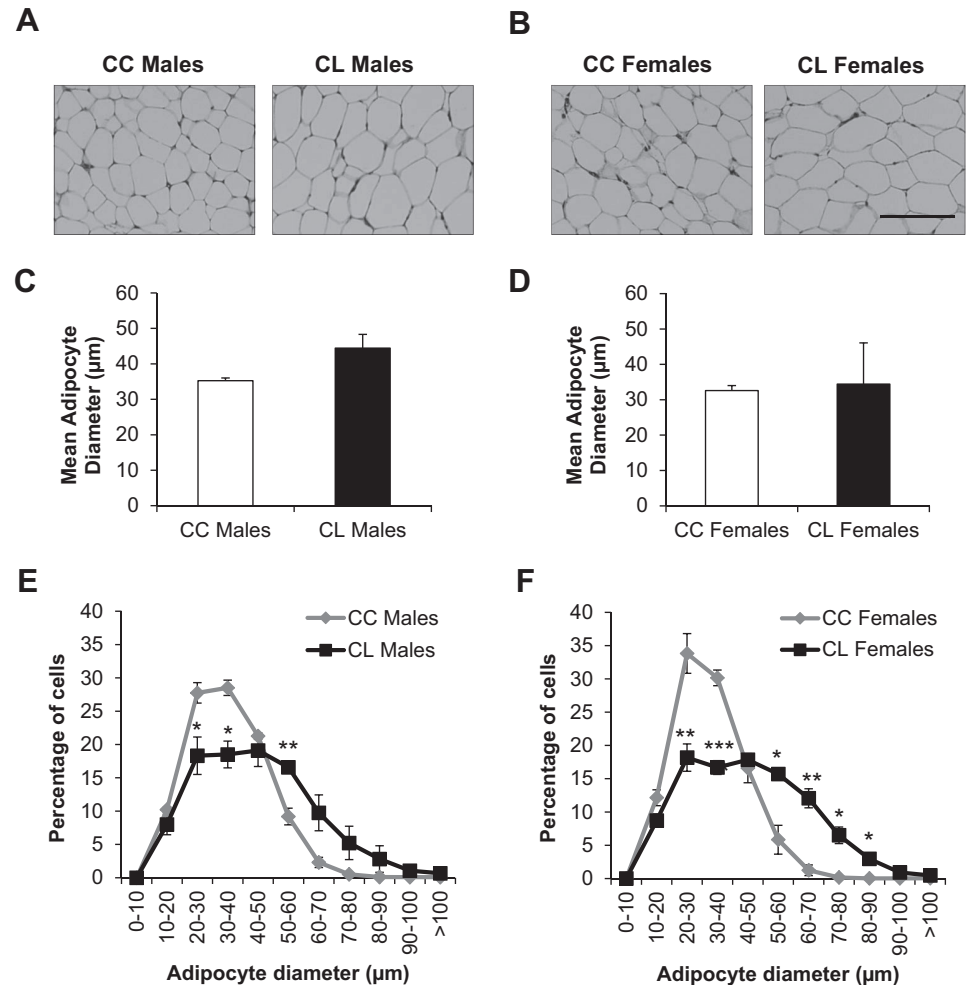 A
B
CC Males
CL Males
CC Females
CL Females
C
D
Mean Adipocyte
Diameter (µm)
60
50
40
30
20
10
0
CC Males
CL Males
Mean Adipocyte
Diameter (µm)
60
50
40
30
20
10
0
CC Females
CL Females
E
F
Percentage of cells
40
35
30
25
20
15
10
5
0
CC Males
CL Males
*
*
**
0-10
10-20
20-30
30-40
40-50
50-60
60-70
70-80
80-90
90-100
>100
Adipocyte diameter (µm)
Percentage of cells
40
35
30
25
20
15
10
5
0
CC Females
CL Females
**
***
*
**
*
*
0-10
10-20
20-30
30-40
40-50
50-60
60-70
70-80
80-90
90-100
>100
Adipocyte diameter (µm)